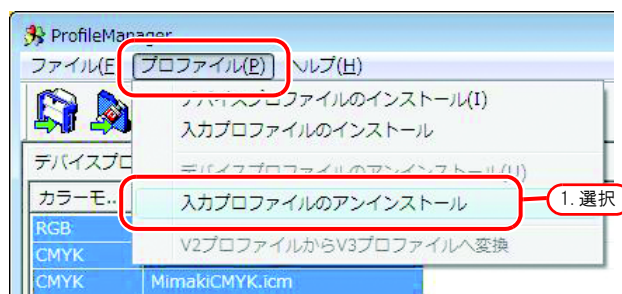 ProfileManager
ファイル(F プロファイル(P) ヘルプ(H)
デバイスプロファイルのインストール(I)
入力プロファイルのインストール
デバイスプロ
デバイスプロファイルのアンインストール(U)
カラーモ..
入力プロファイルのアンインストール
1. 選択
RGB
V2プロファイルからV3プロファイルへ変換
CMYK
CMYK MimakiCMYK.icm